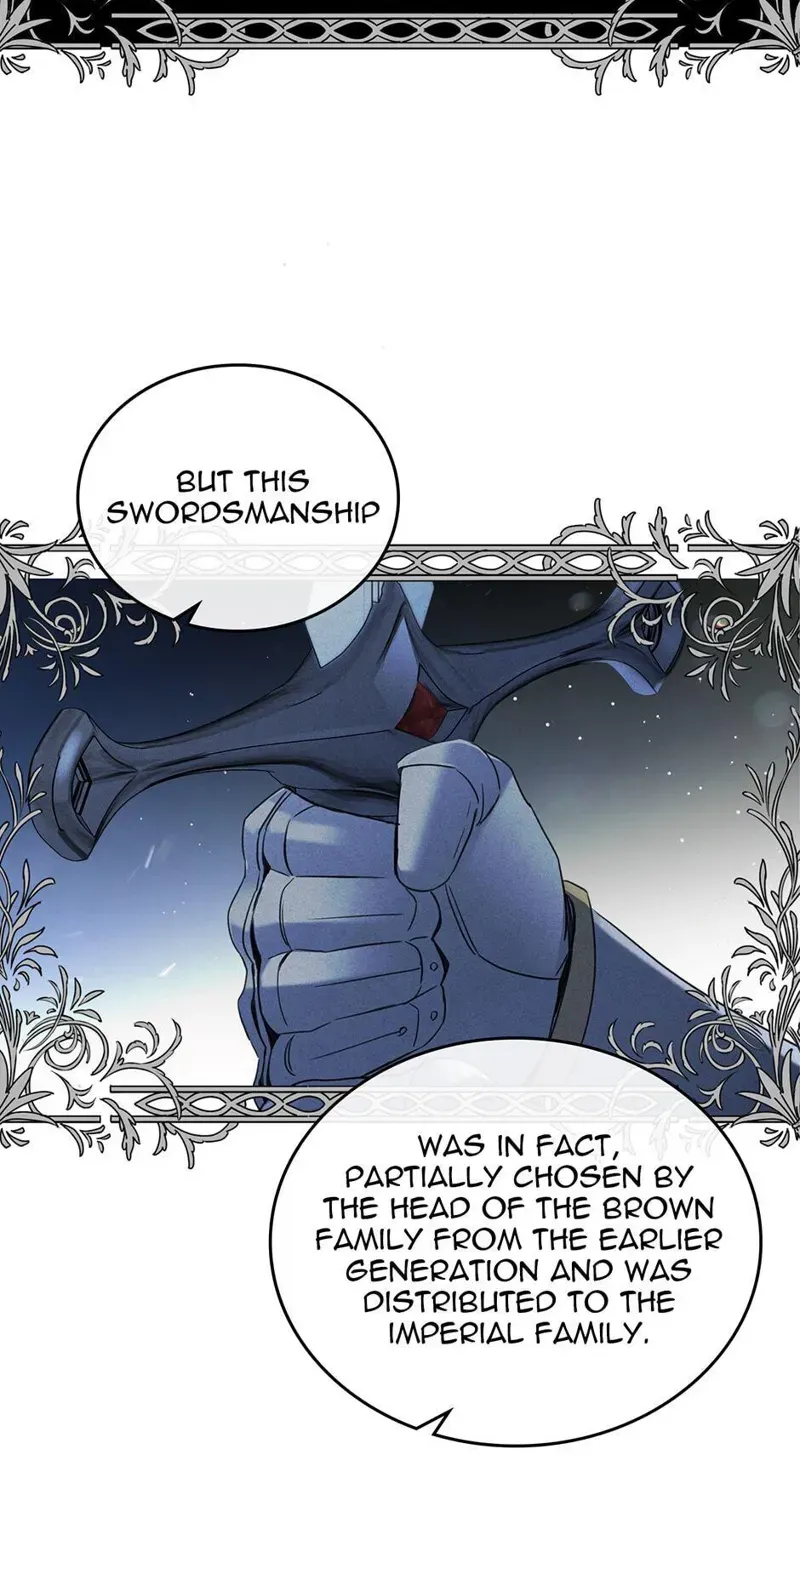 BUT THIS
SWORDSMANSHIP
WAS IN FACT,
PARTIALLY CHOSEN BY
THE HEAD OF THE BROWN
FAMILY FROM THE EARLIER
GENERATION AND WAS
DISTRIBUTED TO THE
IMPERIAL FAMILY.